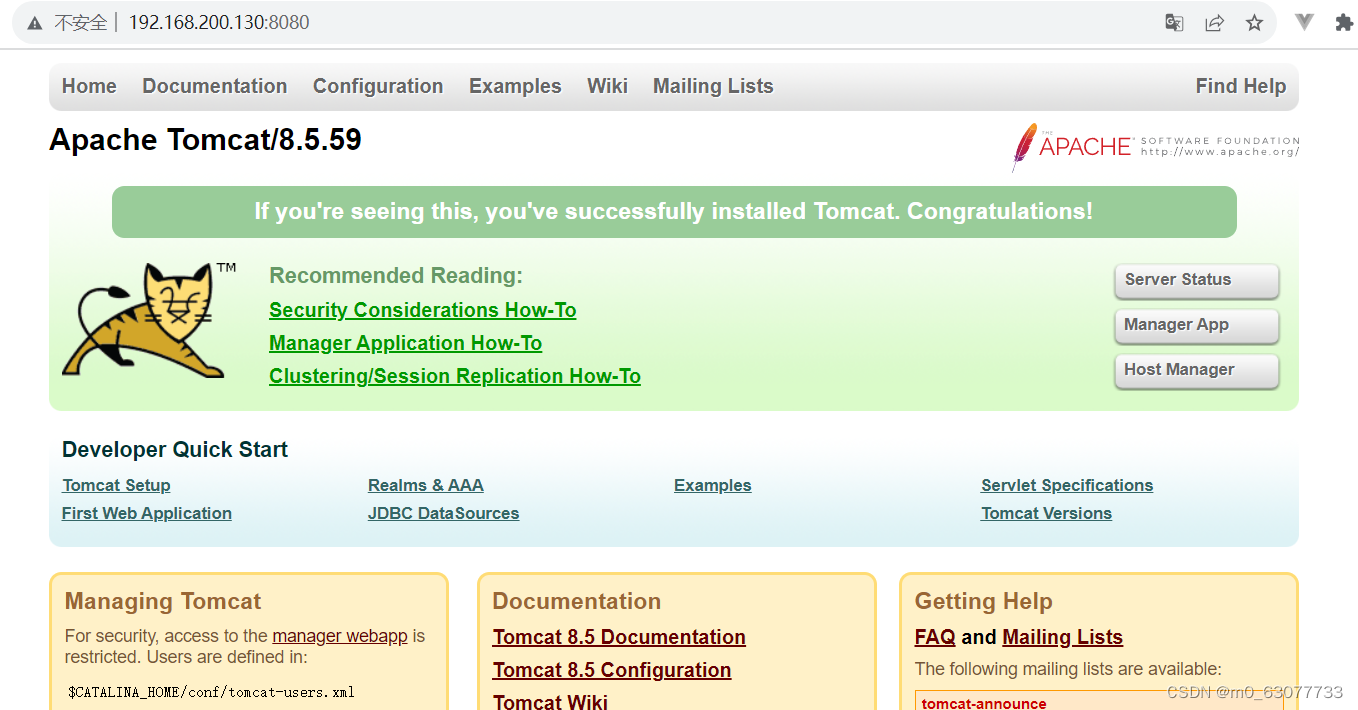 不安全 192.168.200.130:8080
Home Documentation Configuration Examples Wiki Mailing Lists Find Help
Apache Tomcat/8.5.59
THE APACHE SOFTWARE FOUNDATION
http://www.apache.org/
If you're seeing this, you've successfully installed Tomcat. Congratulations!
TM
Recommended Reading:
Security Considerations How-To
Manager Application How-To
Clustering/Session Replication How-To
Server Status
Manager App
Host Manager
Developer Quick Start
Tomcat Setup
First Web Application
Realms & AAA
JDBC DataSources
Examples
Servlet Specifications
Tomcat Versions
Managing Tomcat
For security, access to the manager webapp is
restricted. Users are defined in:
$CATALINA_HOME/conf/tomcat-users.xml
Documentation
Tomcat 8.5 Documentation
Tomcat 8.5 Configuration
Tomcat Wiki
Getting Help
FAQ and Mailing Lists
The following mailing lists are available:
tomcat-announce
CSDN @m0_63077733